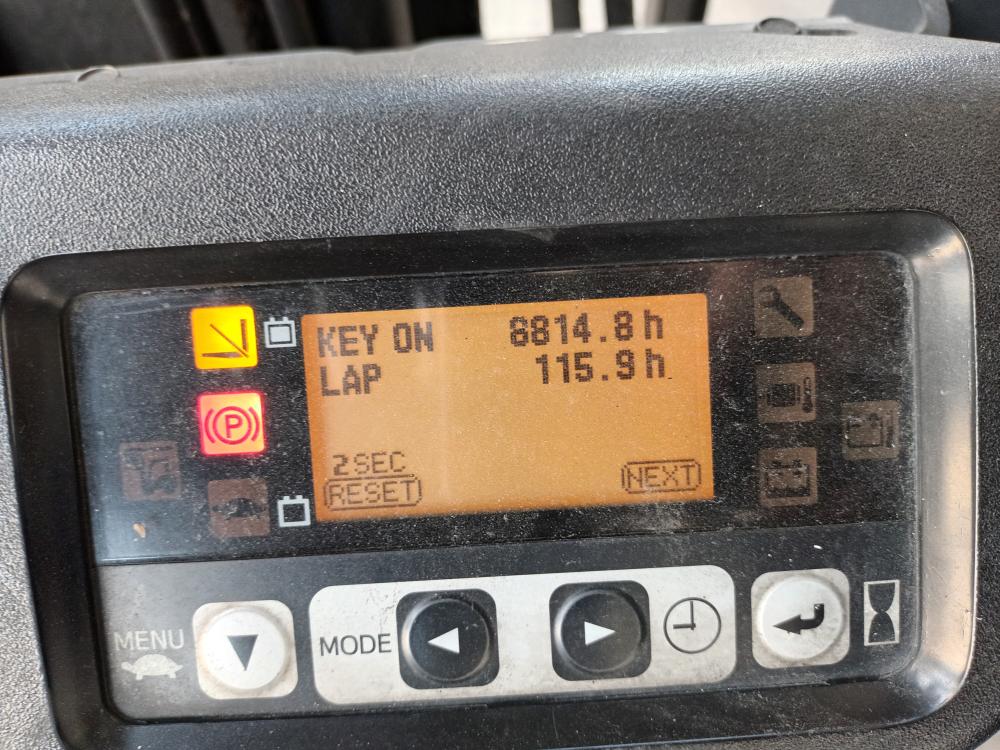 KEY ON 6814.8h
LAP 115.9h
2SEC
RESET
NEXT
P
MENU
MODE